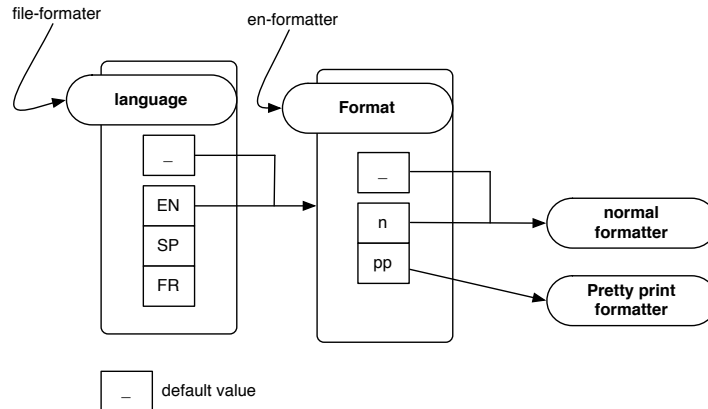 file-formater
en-formatter
language
Format
_
_
EN
n
SP
pp
FR
normal
formatter
Pretty print
formatter
_ default value